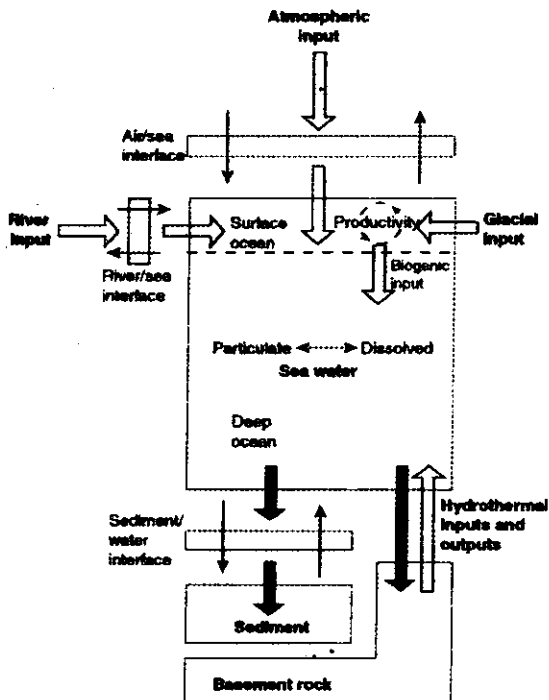 Atmospheric
input
Air/sea
interface
River
input
Surface
ocean
Productivity
Glacial
input
River/sea
interface
Biogenic
input
Particulate
Dissolved
Sea water
Deep
ocean
Sediment/
water
interface
Hydrothermal
inputs and
outputs
Sediment
Basement rock